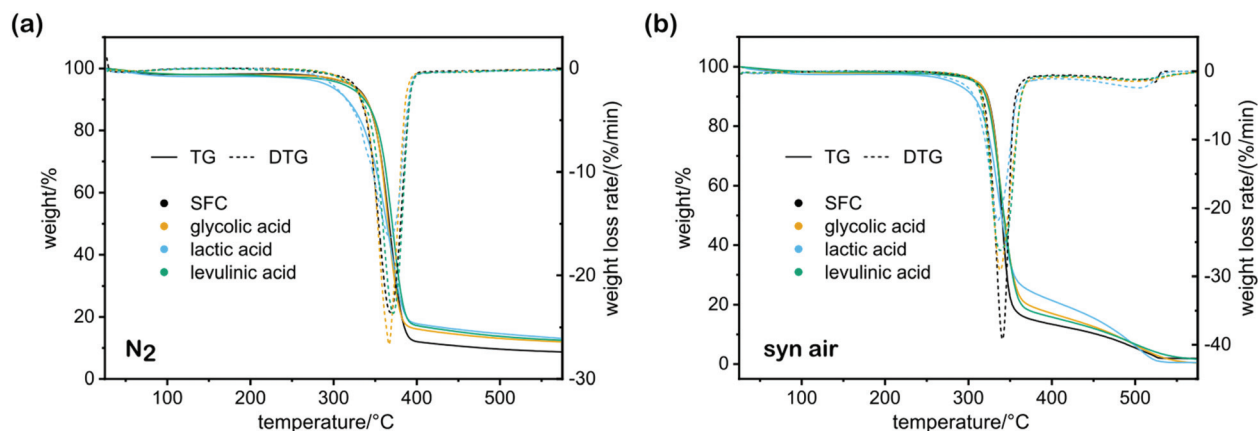 (a)
100
80
60
40
20
0
weight/%
TG DTG
SFC
glycolic acid
lactic acid
levulinic acid
N2
0
-10
-20
-30
weight loss rate/(%/min)
100 200 300 400 500
temperature/°C
(b)
100
80
60
40
20
0
weight/%
TG DTG
SFC
glycolic acid
lactic acid
levulinic acid
syn air
0
-10
-20
-30
-40
weight loss rate/(%/min)
100 200 300 400 500
temperature/°C